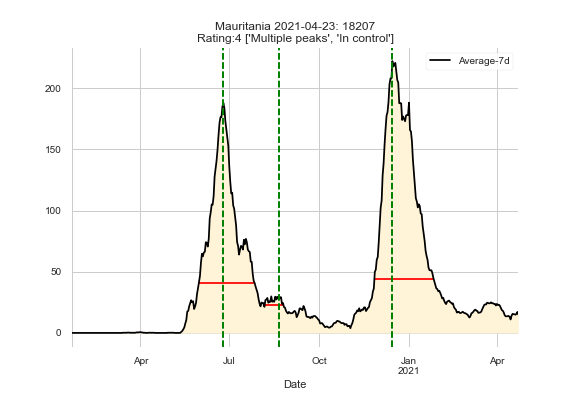 Mauritania 2021-04-23: 18207
Rating:4 ['Multiple peaks', 'In control']
Average-7d
200
150
100
50
0
Apr
Jul
Oct
Jan
2021
Apr
Date